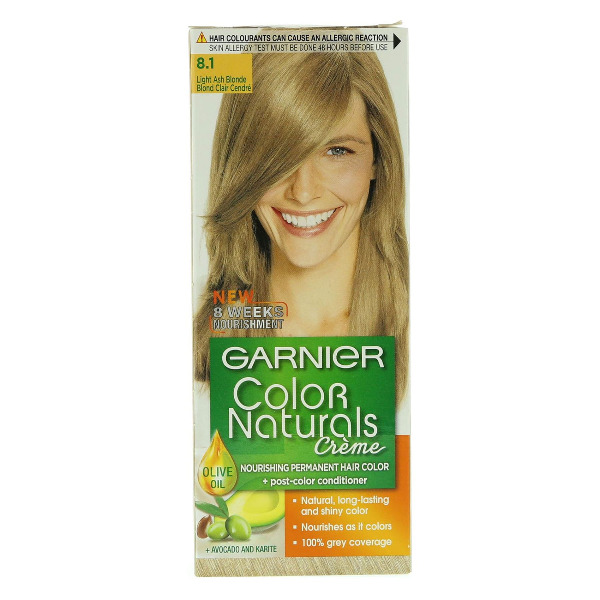 HAIR COLOURANTS CAN CAUSE AN ALLERGIC REACTION
SKIN ALLERGY TEST MUST BE DONE 48 HOURS BEFORE USE
8.1
Light Ash Blonde
Blond Clair Cendré
NEW
8 WEEKS
NOURISHMENT
GARNIER
Color
Naturals
Crème
NOURISHING PERMANENT HAIR COLOR
+ post-color conditioner
OLIVE
OIL
• Natural, long-lasting
and shiny color
• Nourishes as it colors
• 100% grey coverage
+ AVOCADO AND KARITE